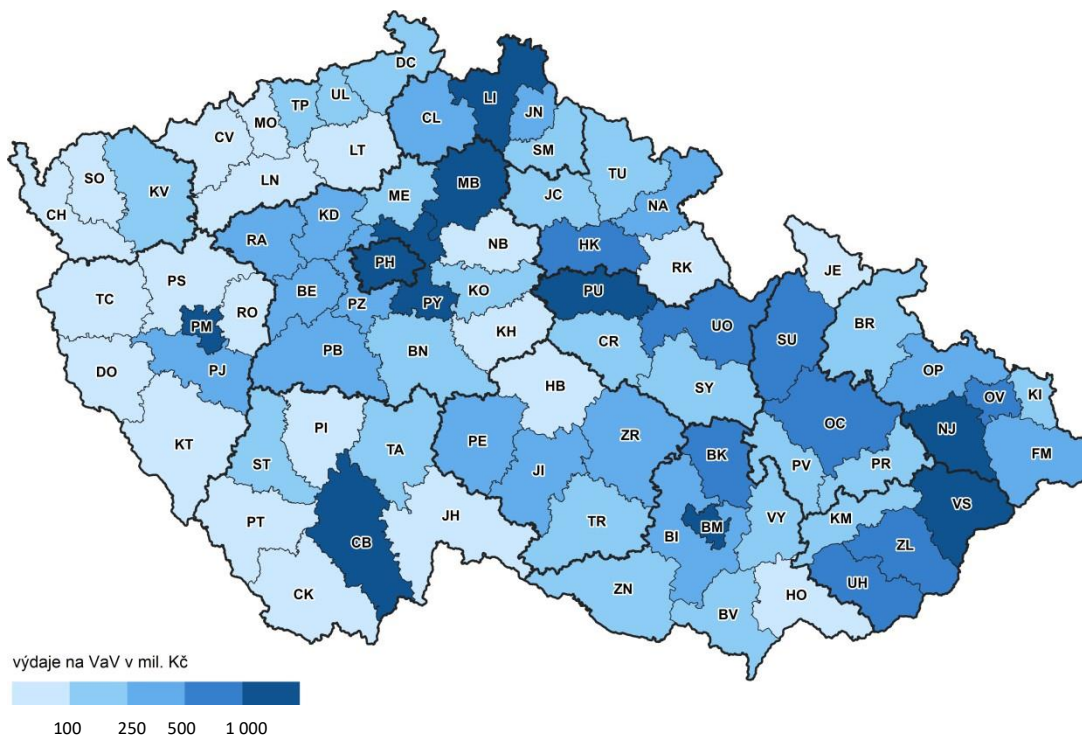 DC
LI
UL
TP
JN
MO
CL
CV
LT
SM
SO
LN
MB
TU
KV
ME
JC
CH
KD
NA
RA
NB
HK
PH
RK
JE
PS
BE
KO
PU
TC
PZ
PY
RO
PM
UO
SU
BR
KH
PB
CR
BN
OP
DO
PJ
HB
SY
OV
KI
OC
PI
ZR
KT
PE
NJ
ST
TA
BK
FM
PV
PR
JI
VS
JH
TR
BM
VY
KM
PT
CB
BI
ZL
UH
CK
ZN
HO
BV
výdaje na VaV v mil. Kč
100 250 500 1 000